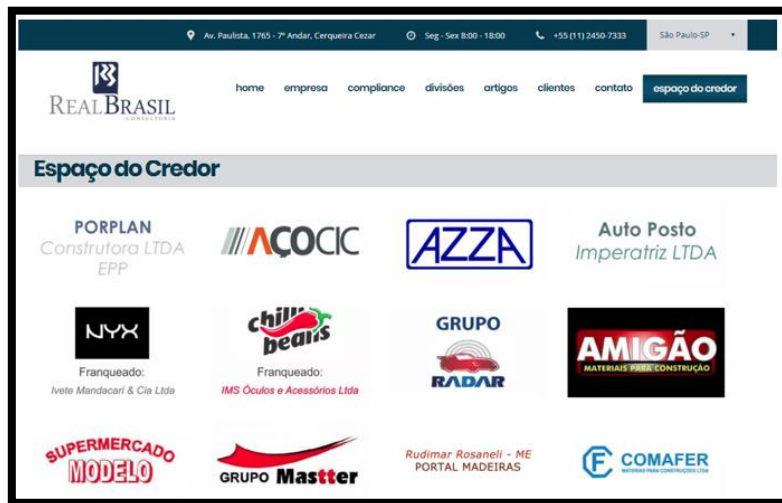 Av. Paulista, 1765 - 7º Andar, Cerqueira Cezar
Seg - Sex 8:00 - 18:00
+55 (11) 2450-7333
São Paulo-SP
REALBRASIL
CONSULTORIA
home
empresa
compliance
divisões
artigos
clientes
contato
espaço do credor
Espaço do Credor
PORPLAN
Construtora LTDA
EPP
AÇOCIC
AZZA
Auto Posto
Imperatriz LTDA
NYX
Franqueado:
Ivete Mandacari & Cia Ltda
chilli
beans
Franqueado:
IMS Óculos e Acessórios Ltda
GRUPO
RADAR
AMIGÃO
MATERIAIS PARA CONSTRUÇÃO
SUPERMERCADO
MODELO
GRUPO Mastter
Rudimar Rosaneli - ME
PORTAL MADEIRAS
COMAFER
MATERIAIS PARA CONSTRUÇÕES LTDA